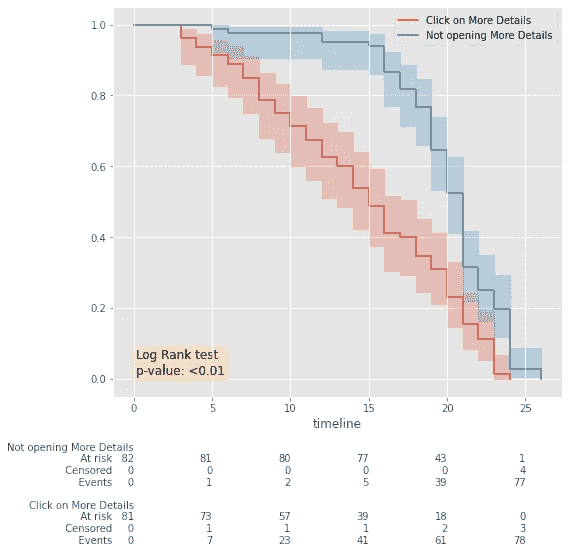 Click on More Details
Not opening More Details
1.0
0.8
0.6
0.4
0.2
0.0
Log Rank test
p-value: <0.01
0 5 10 15 20 25
timeline
Not opening More Details
At risk 82 81 80 77 43 1
Censored 0 0 0 0 0 4
Events 0 1 2 5 39 77
Click on More Details
At risk 81 73 57 39 18 0
Censored 0 1 1 1 2 3
Events 0 7 23 41 61 78